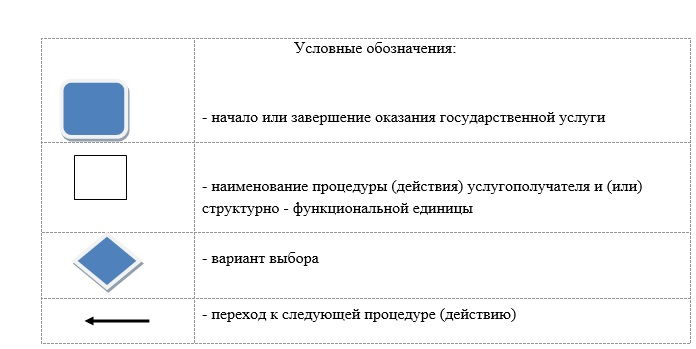 Условные обозначения:
- начало или завершение оказания государственной услуги
- наименование процедуры (действия) услугополучателя и (или)
структурно - функциональной единицы
- вариант выбора
- переход к следующей процедуре (действию)